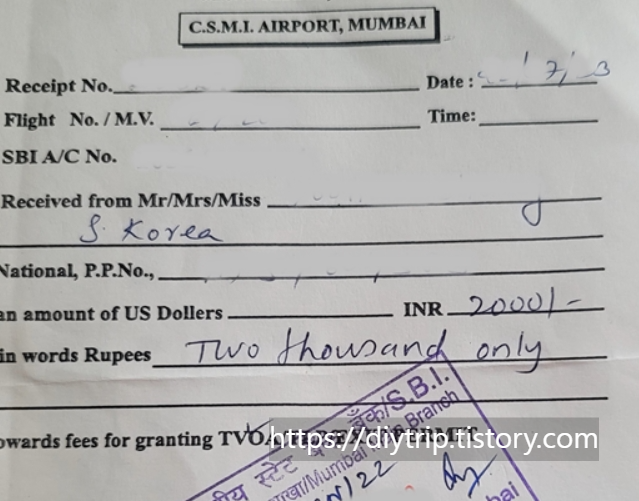 C.S.M.I. AIRPORT, MUMBAI
Receipt No.
Date : 7,
Flight No. / M.V.
Time:
SBI A/C No.
Received from Mr/Mrs/Miss
S. Korea
National, P.P.No.,
an amount of US Dollers INR 2000/-
in words Rupees Two thousand only
owards fees for granting
https://diytrip.tistory.com
बैंक/S.B.I.
Branch